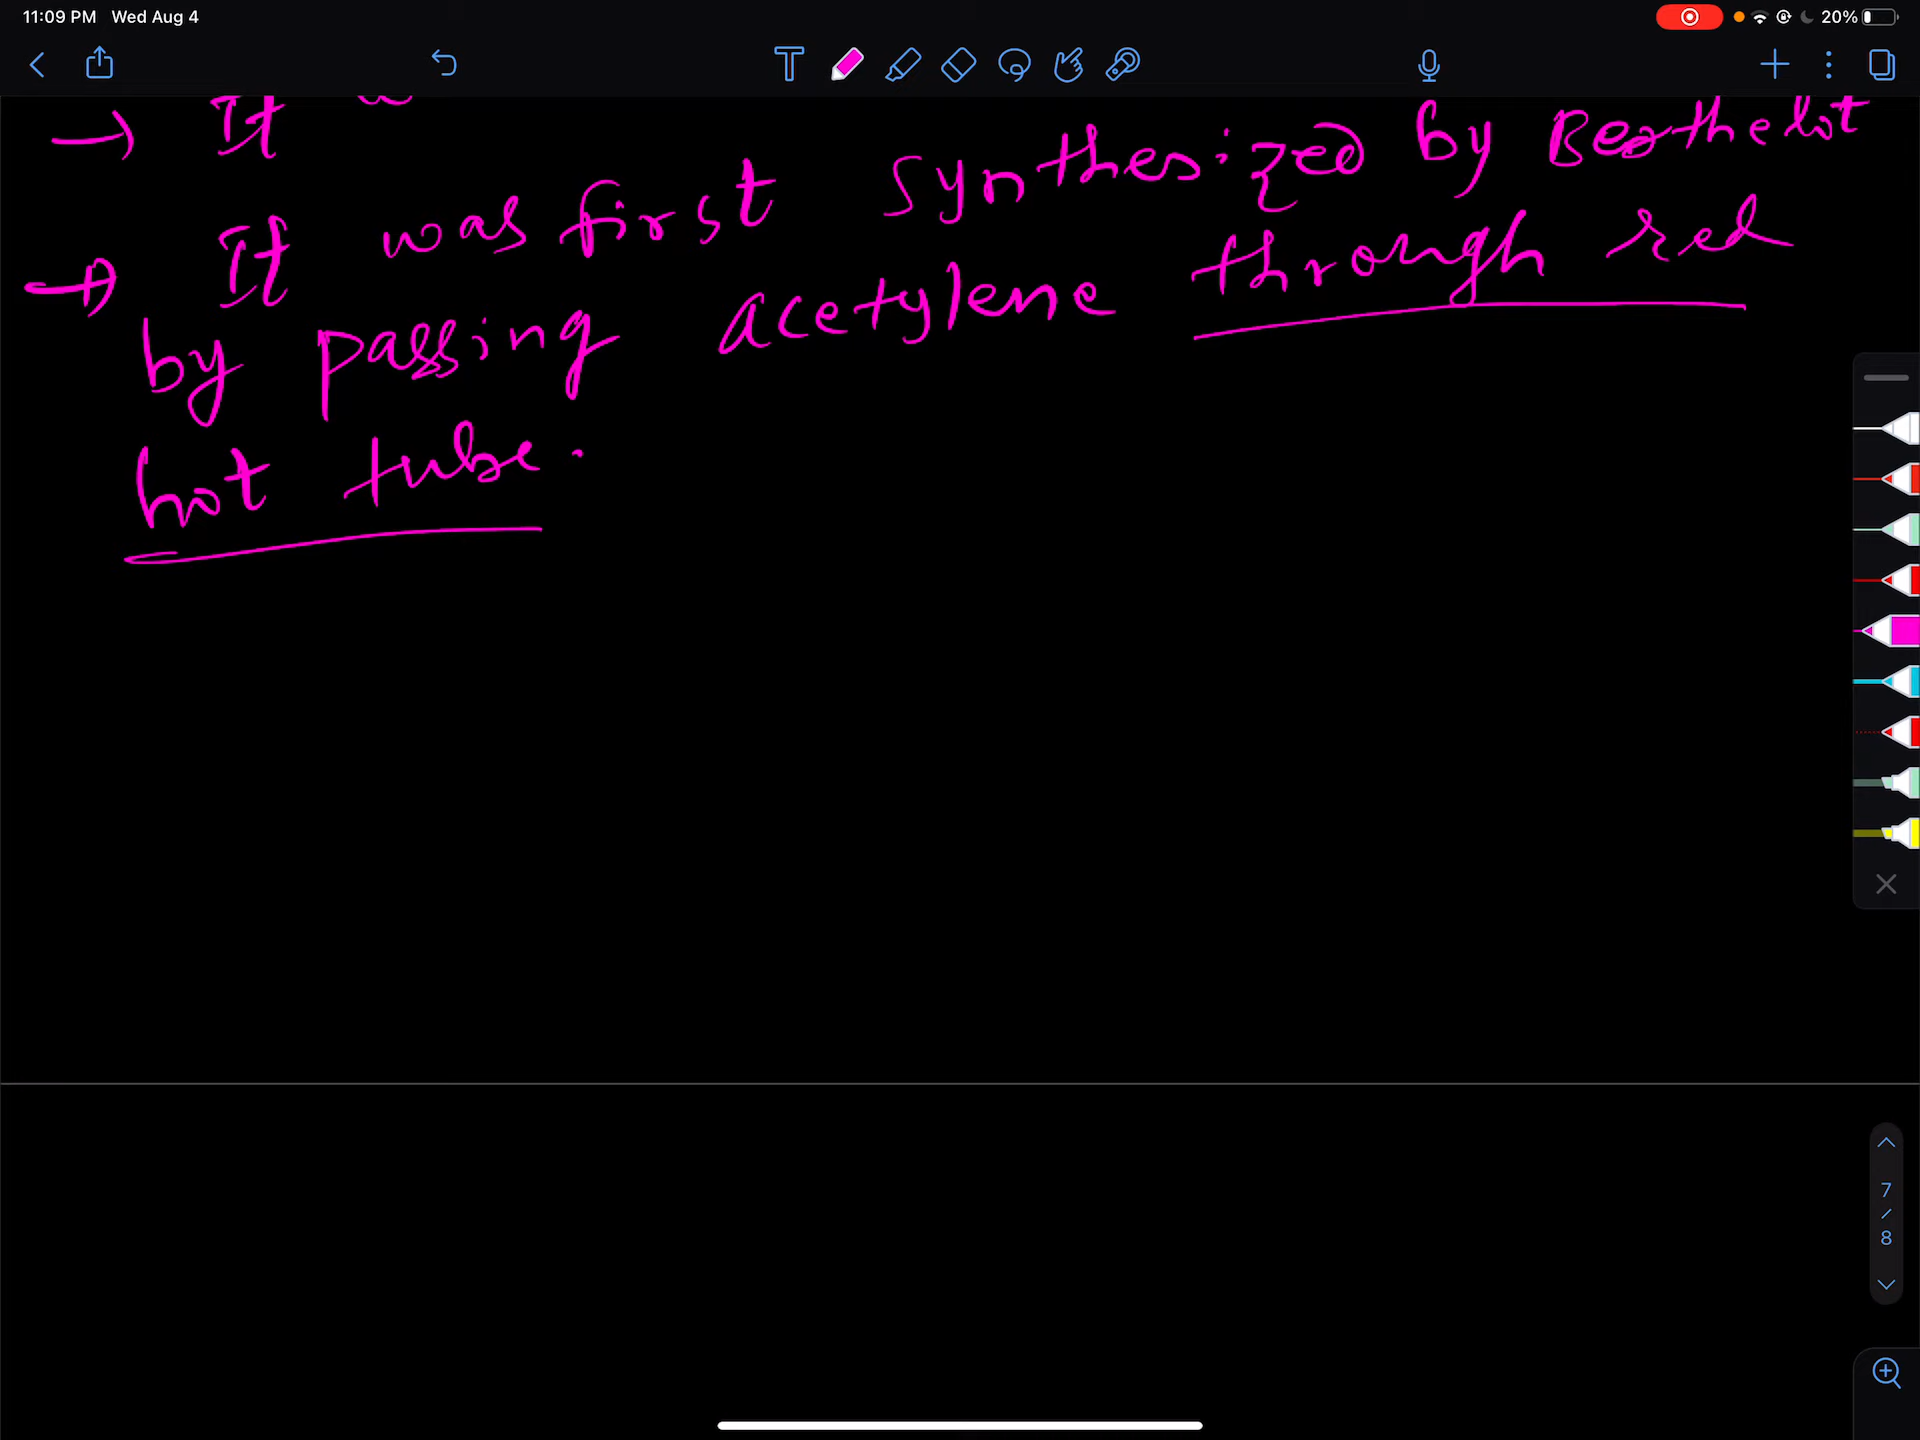 11:09 PM Wed Aug 4
20%
→ It
→ It was first synthesized by Berthelot
by passing acetylene through red
hot tube.
7
/
8